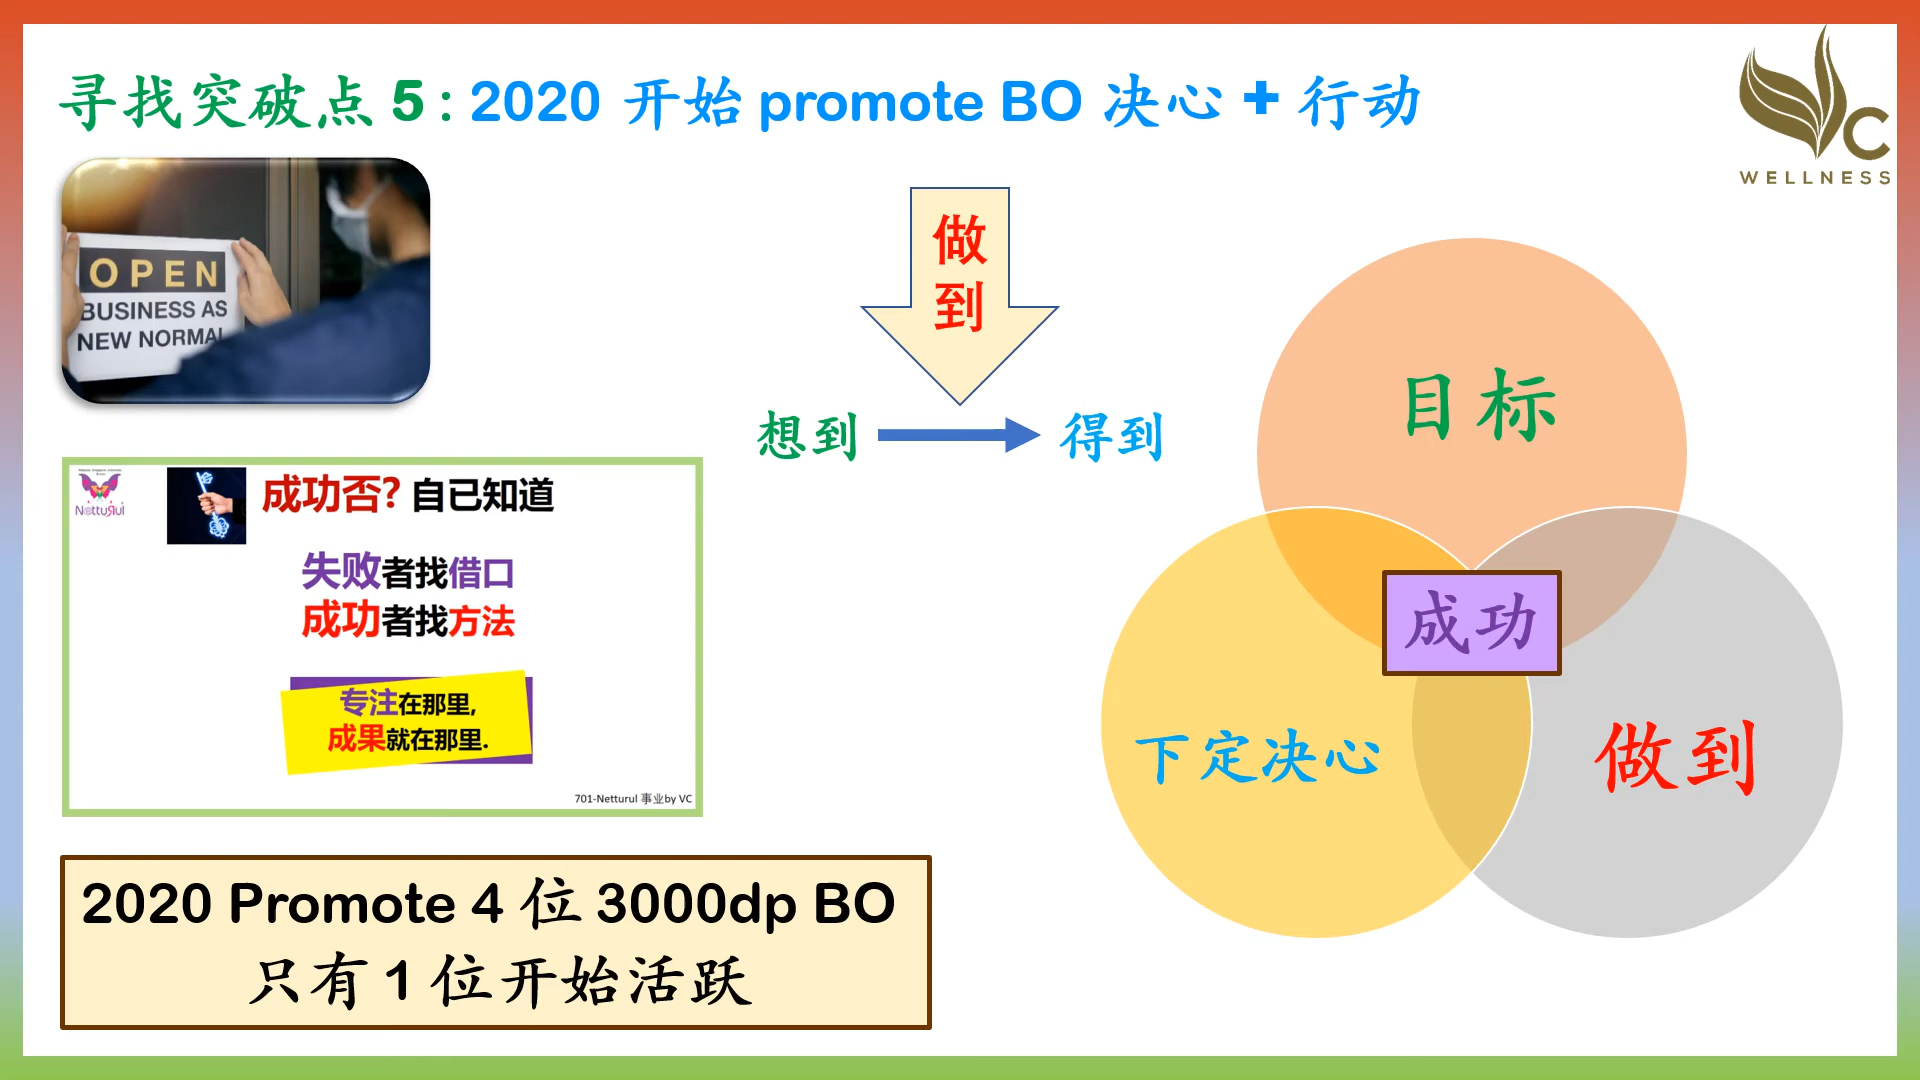 寻找突破点 5 : 2020 开始 promote BO 决心 + 行动
VC
WELLNESS
OPEN
BUSINESS AS
NEW NORMAL
做
到
想到
得到
目标
成功
下定决心
做到
NattuRul
成功否? 自已知道
失败者找借口
成功者找方法
专注在那里,
成果就在那里.
701-Netturul 事业by VC
2020 Promote 4 位 3000dp BO
只有 1 位开始活跃